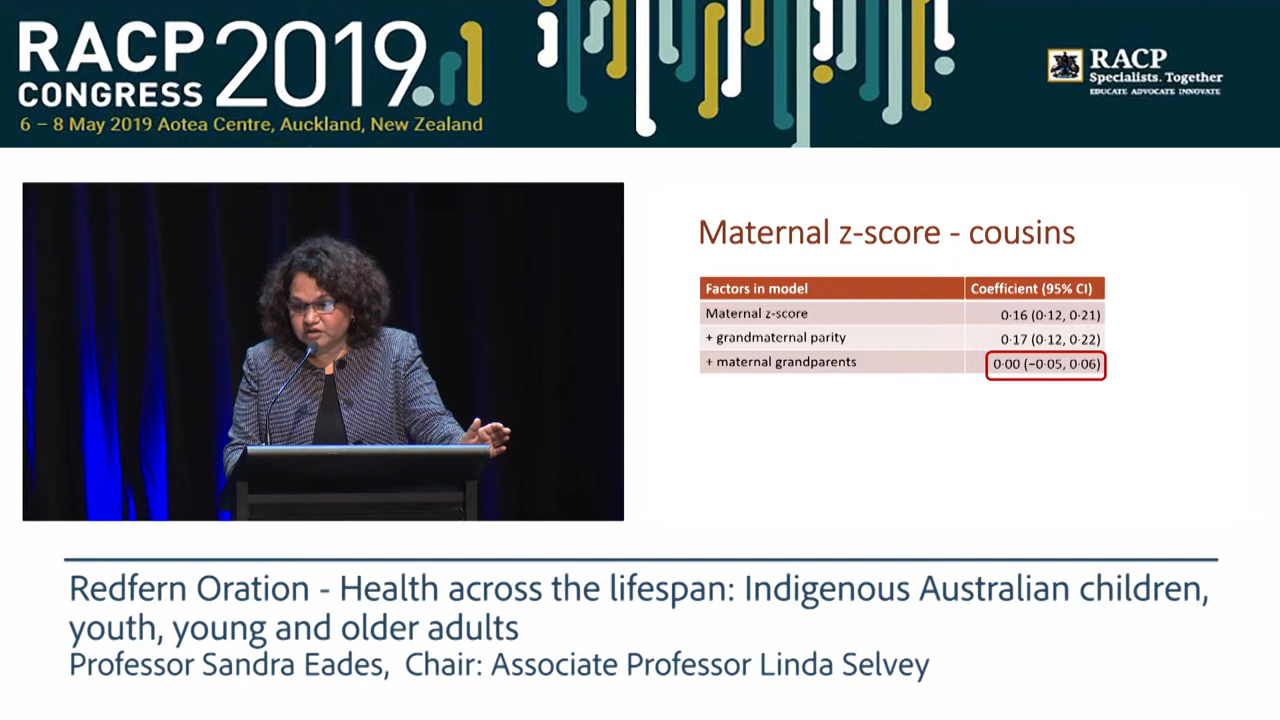 RACP
CONGRESS 2019
6 – 8 May 2019 Aotea Centre, Auckland, New Zealand
RACP
Specialists. Together
EDUCATE ADVOCATE INNOVATE
Maternal z-score - cousins
Factors in model Coefficient (95% CI)
Maternal z-score 0·16 (0·12, 0·21)
+ grandmaternal parity 0·17 (0·12, 0·22)
+ maternal grandparents 0·00 (−0·05, 0·06)
Redfern Oration - Health across the lifespan: Indigenous Australian children,
youth, young and older adults
Professor Sandra Eades, Chair: Associate Professor Linda Selvey